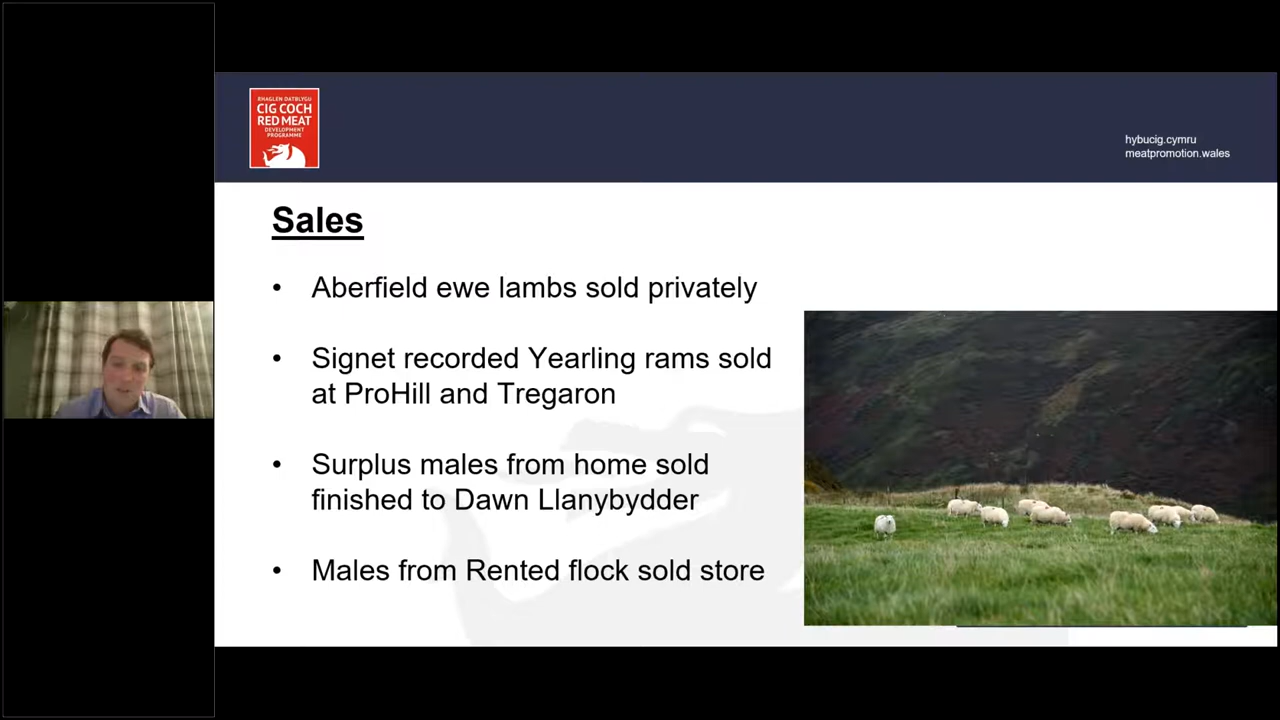 RHAGLEN DATBLYGU
CIG COCH
RED MEAT
DEVELOPMENT
PROGRAMME
hybucig.cymru
meatpromotion.wales
Sales
• Aberfield ewe lambs sold privately
• Signet recorded Yearling rams sold
at ProHill and Tregaron
• Surplus males from home sold
finished to Dawn Llanybydder
• Males from Rented flock sold store